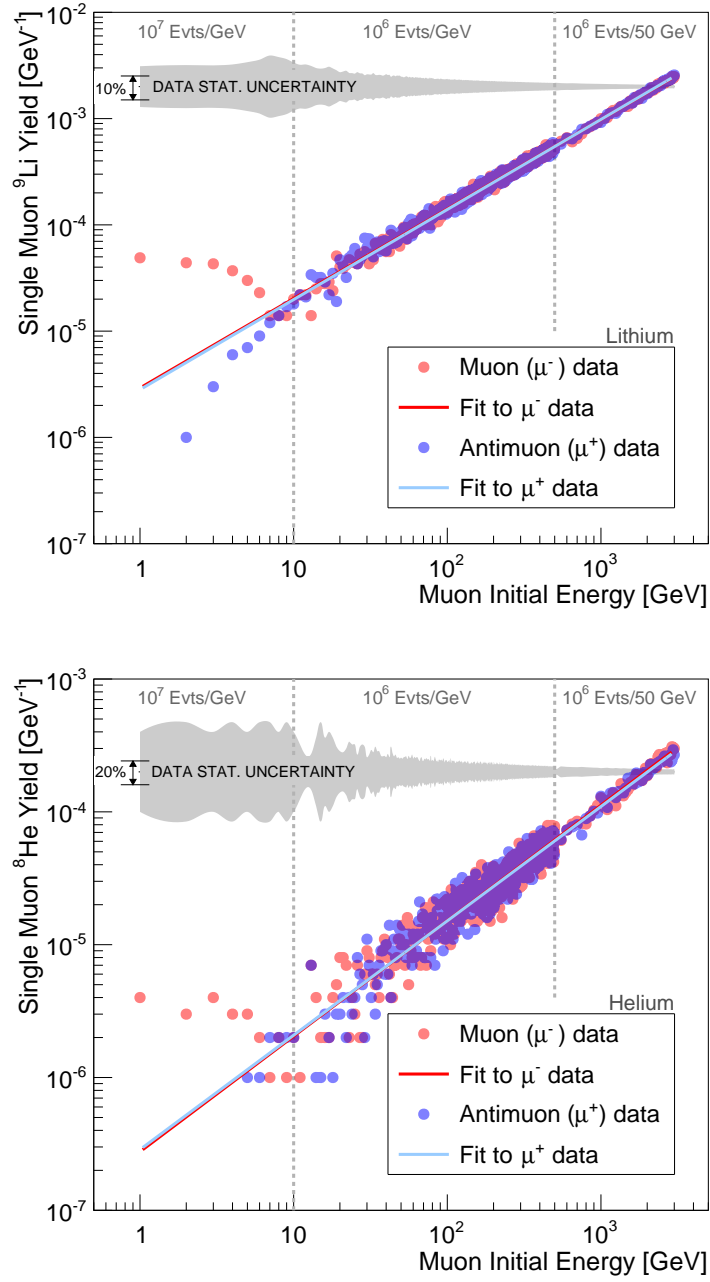 10⁷ Evts/GeV
10⁶ Evts/GeV
10⁶ Evts/50 GeV
10%
DATA STAT. UNCERTAINTY
Single Muon ⁹Li Yield [GeV⁻¹]
10⁻²
10⁻³
10⁻⁴
10⁻⁵
10⁻⁶
10⁻⁷
Lithium
Muon (μ⁻) data
Fit to μ⁻ data
Antimuon (μ⁺) data
Fit to μ⁺ data
1
10
10²
10³
Muon Initial Energy [GeV]
10⁷ Evts/GeV
10⁶ Evts/GeV
10⁶ Evts/50 GeV
20%
DATA STAT. UNCERTAINTY
Single Muon ⁸He Yield [GeV⁻¹]
10⁻³
10⁻⁴
10⁻⁵
10⁻⁶
10⁻⁷
Helium
Muon (μ⁻) data
Fit to μ⁻ data
Antimuon (μ⁺) data
Fit to μ⁺ data
1
10
10²
10³
Muon Initial Energy [GeV]